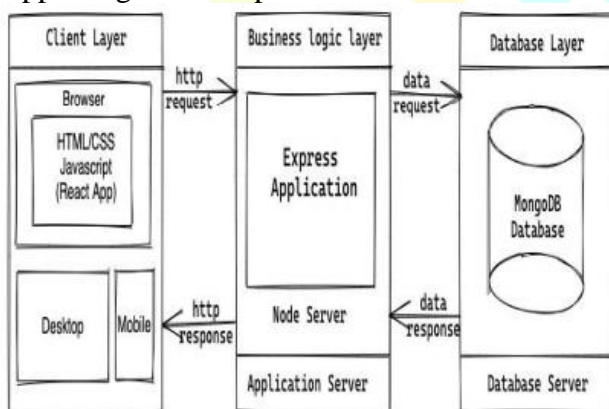 Client Layer
Browser
HTML/CSS
Javascript
(React App)
Desktop
Mobile
http
request
http
response
Business logic layer
Express
Application
Node Server
Application Server
data
request
data
response
Database Layer
MongoDB
Database
Database Server